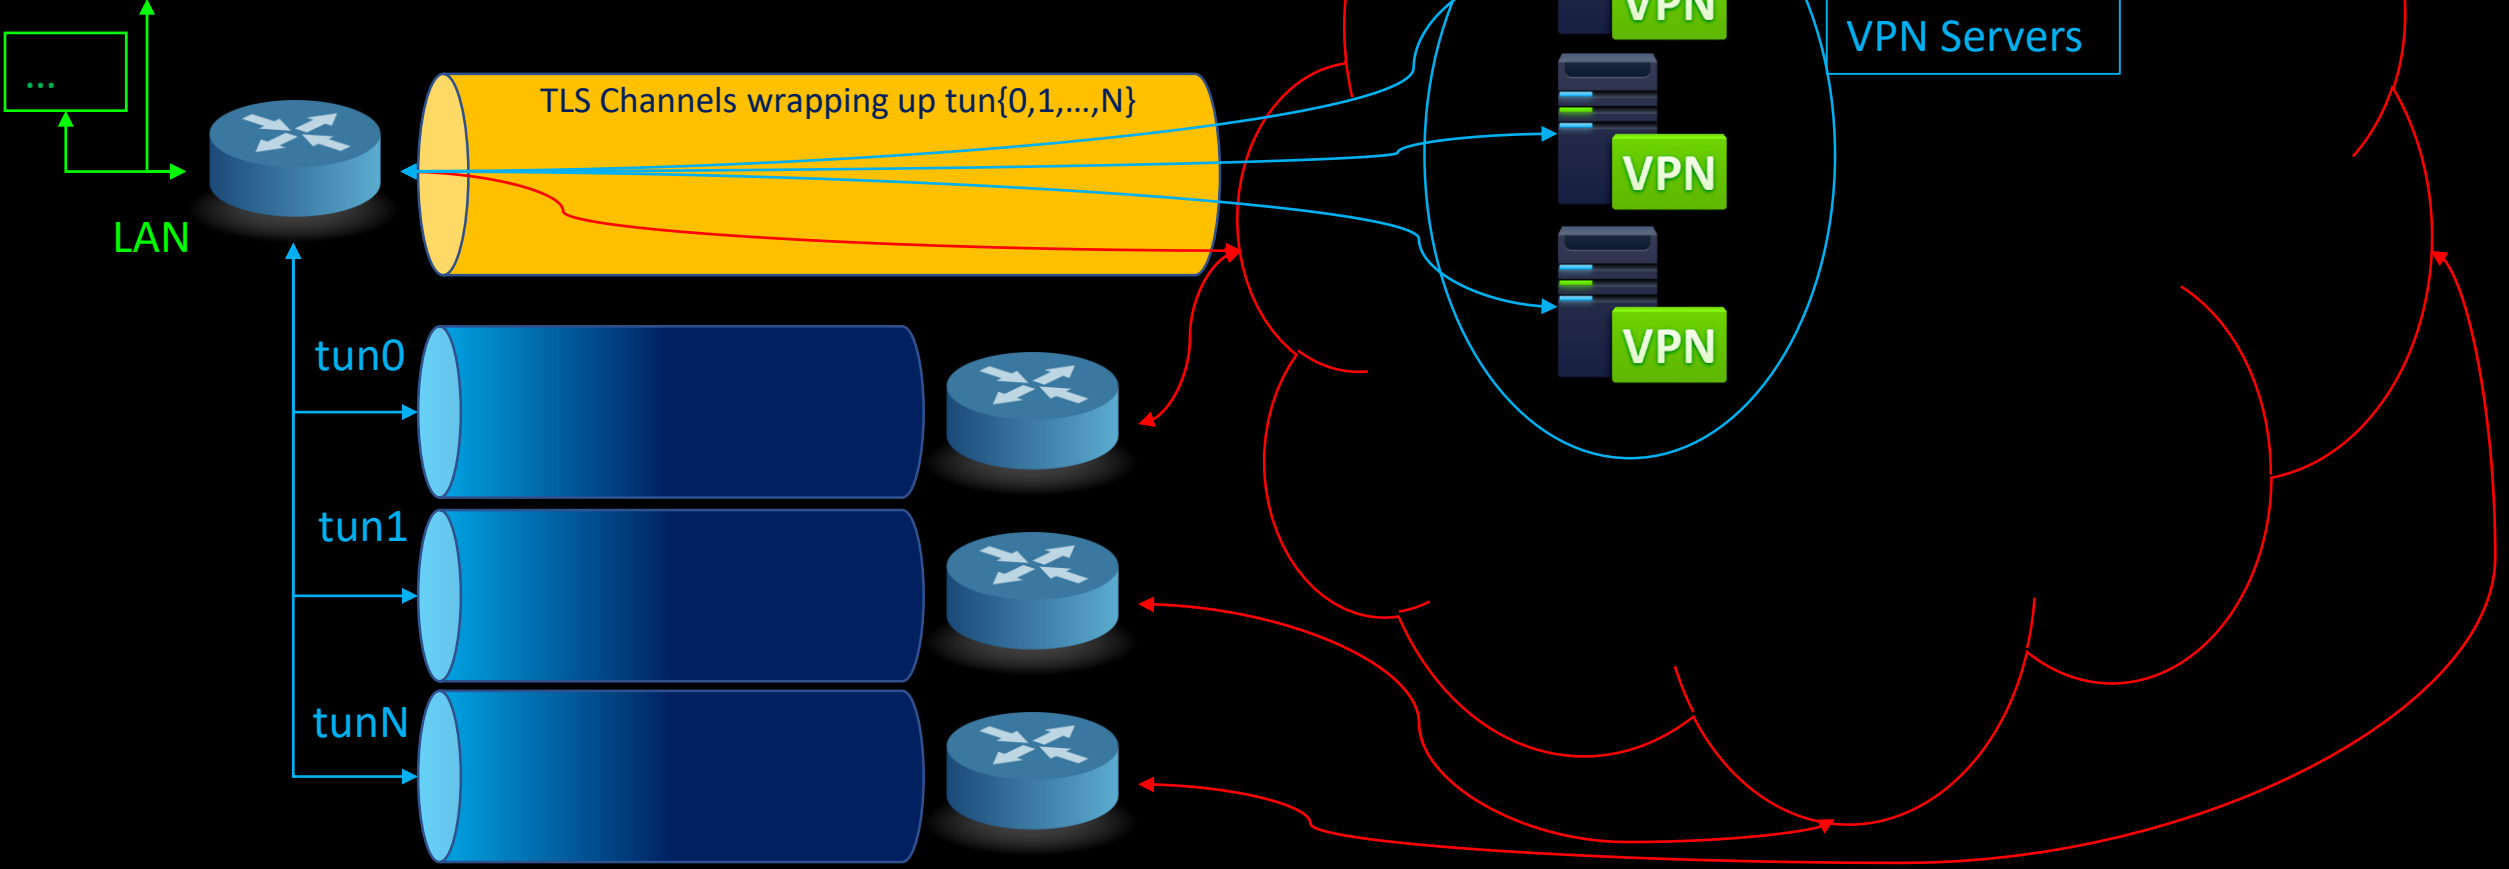 VPN
VPN Servers
...
TLS Channels wrapping up tun{0,1,...,N}
VPN
LAN
VPN
tun0
tun1
tunN